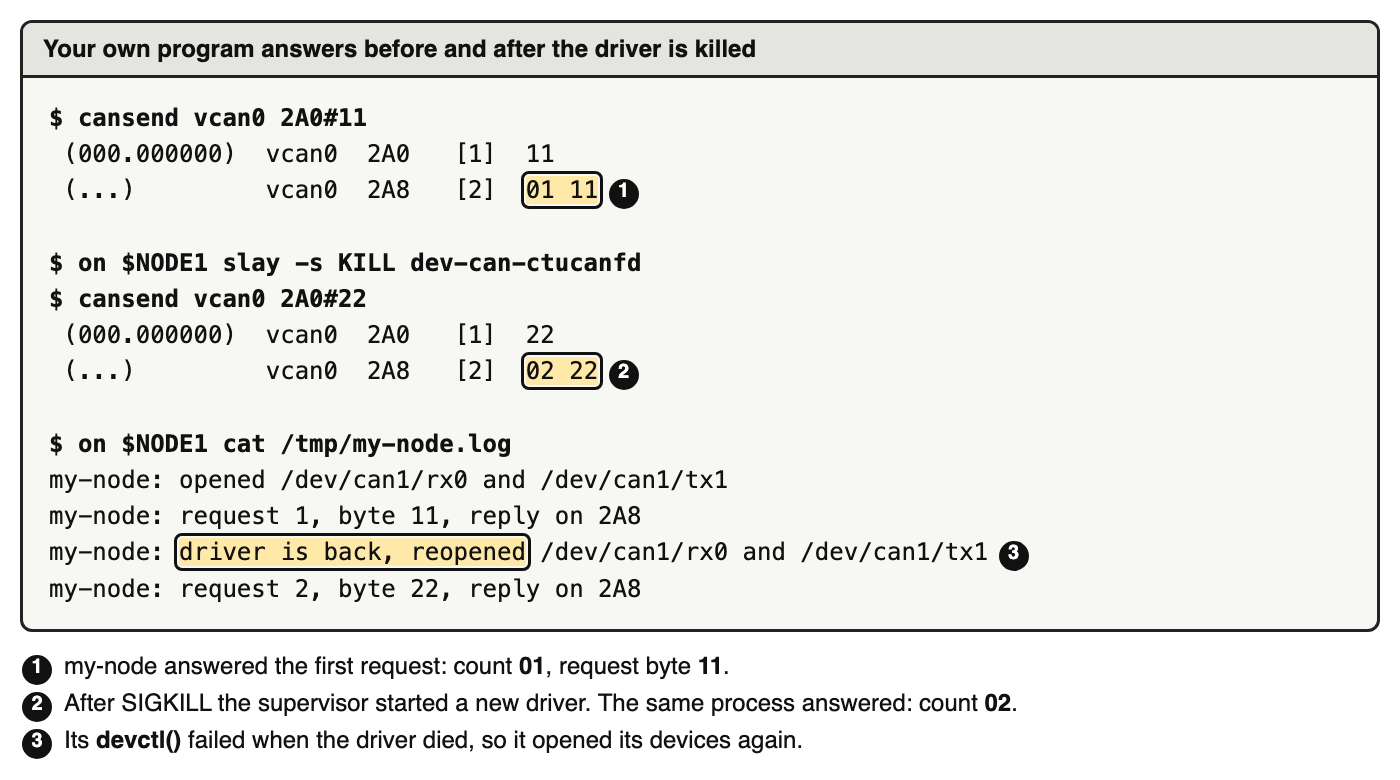 Your own program answers before and after the driver is killed
$ cansend vcan0 2A0#11
(000.000000) vcan0 2A0 [1] 11
(...) vcan0 2A8 [2] 01 11 1
$ on $NODE1 slay -s KILL dev-can-ctucanfd
$ cansend vcan0 2A0#22
(000.000000) vcan0 2A0 [1] 22
(...) vcan0 2A8 [2] 02 22 2
$ on $NODE1 cat /tmp/my-node.log
my-node: opened /dev/can1/rx0 and /dev/can1/tx1
my-node: request 1, byte 11, reply on 2A8
my-node: driver is back, reopened /dev/can1/rx0 and /dev/can1/tx1 3
my-node: request 2, byte 22, reply on 2A8
1 my-node answered the first request: count 01, request byte 11.
2 After SIGKILL the supervisor started a new driver. The same process answered: count 02.
3 Its devctl() failed when the driver died, so it opened its devices again.